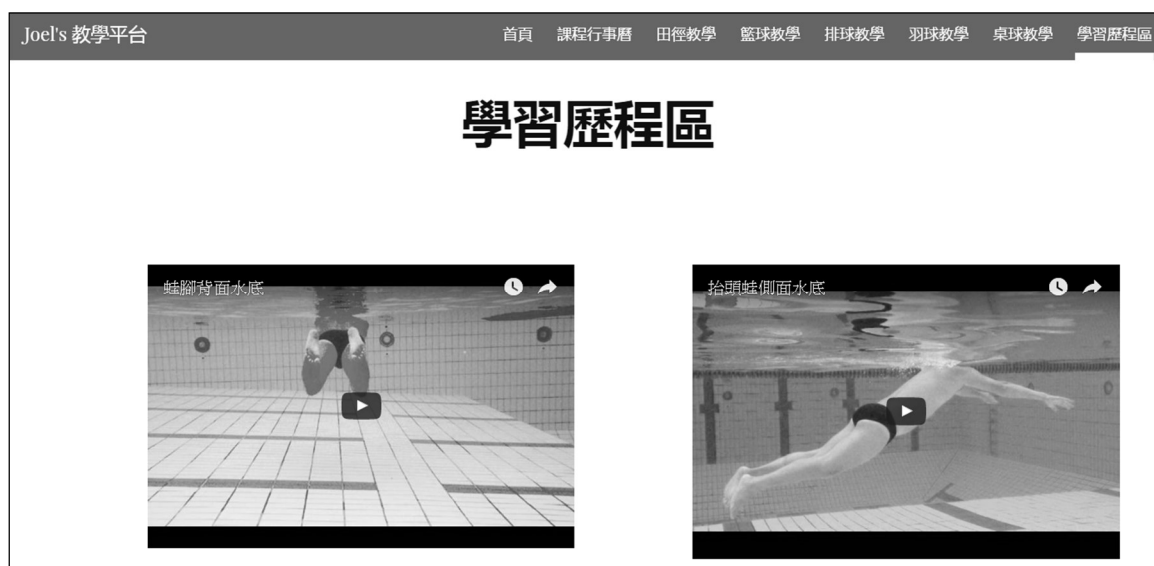 Joel's 教學平台
首頁 課程行事曆 田徑教學 籃球教學 排球教學 羽球教學 桌球教學 學習歷程區
學習歷程區
蛙腳背面水底
抬頭蛙側面水底